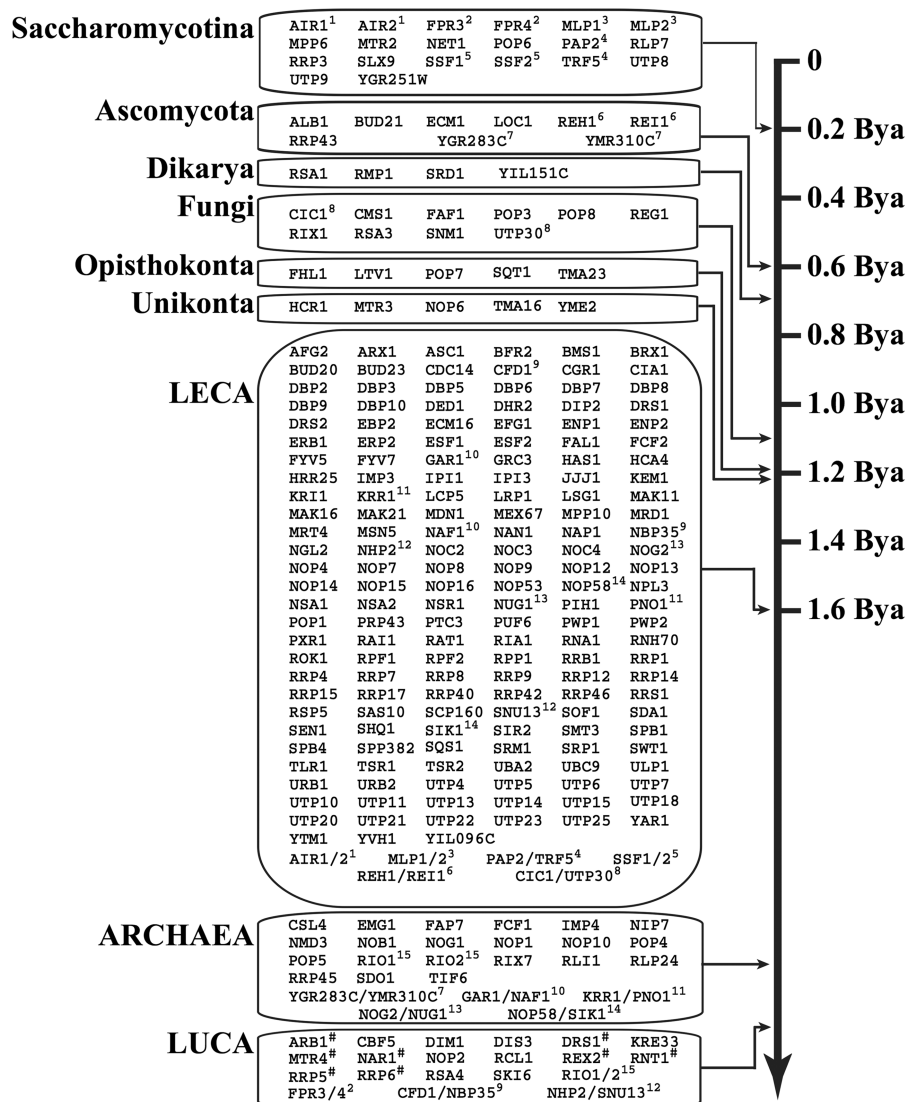 Saccharomycotina
AIR1¹ AIR2¹ FPR3² FPR4² MLP1³ MLP2³
MPP6 MTR2 NET1 POP6 PAP2⁴ RLP7
RRP3 SLX9 SSF1⁵ SSF2⁵ TRF5⁴ UTP8
UTP9 YGR251W
Ascomycota
ALB1 BUD21 ECM1 LOC1 REH1⁶ REI1⁶
RRP43 YGR283C⁷ YMR310C⁷
Dikarya
RSA1 RMP1 SRD1 YIL151C
Fungi
CIC1⁸ CMS1 FAF1 POP3 POP8 REG1
RIX1 RSA3 SNM1 UTP30⁸
Opisthokonta
FHL1 LTV1 POP7 SQT1 TMA23
Unikonta
HCR1 MTR3 NOP6 TMA16 YME2
LECA
AFG2 ARX1 ASC1 BFR2 BMS1 BRX1
BUD20 BUD23 CDC14 CFD1⁹ CGR1 CIA1
DBP2 DBP3 DBP5 DBP6 DBP7 DBP8
DBP9 DBP10 DED1 DHR2 DIP2 DRS1
DRS2 EBP2 ECM16 EFG1 ENP1 ENP2
ERB1 ERP2 ESF1 ESF2 FAL1 FCF2
FYV5 FYV7 GAR1¹⁰ GRC3 HAS1 HCA4
HRR25 IMP3 IPI1 IPI3 JJJ1 KEM1
KRI1 KRR1¹¹ LCP5 LRP1 LSG1 MAK11
MAK16 MAK21 MDN1 MEX67 MPP10 MRD1
MRT4 MSN5 NAF1¹⁰ NAN1 NAP1 NBP35⁹
NGL2 NHP2¹² NOC2 NOC3 NOC4 NOG2¹³
NOP4 NOP7 NOP8 NOP9 NOP12 NOP13
NOP14 NOP15 NOP16 NOP53 NOP58¹⁴ NPL3
NSA1 NSA2 NSR1 NUG1¹³ PIH1 PNO1¹¹
POP1 PRP43 PTC3 PUF6 PWP1 PWP2
PXR1 RAI1 RAT1 RIA1 RNA1 RNH70
ROK1 RPF1 RPF2 RPP1 RRB1 RRP1
RRP4 RRP7 RRP8 RRP9 RRP12 RRP14
RRP15 RRP17 RRP40 RRP42 RRP46 RRS1
RSP5 SAS10 SCP160 SNU13¹² SOF1 SDA1
SEN1 SHQ1 SIK1¹⁴ SIR2 SMT3 SPB1
SPB4 SPP382 SQS1 SRM1 SRP1 SWT1
TLR1 TSR1 TSR2 UBA2 UBC9 ULP1
URB1 URB2 UTP4 UTP5 UTP6 UTP7
UTP10 UTP11 UTP13 UTP14 UTP15 UTP18
UTP20 UTP21 UTP22 UTP23 UTP25 YAR1
YTM1 YVH1 YIL096C
AIR1/2¹ MLP1/2³ PAP2/TRF5⁴ SSF1/2⁵
REH1/REI1⁶ CIC1/UTP30⁸
ARCHAEA
CSL4 EMG1 FAP7 FCF1 IMP4 NIP7
NMD3 NOB1 NOG1 NOP1 NOP10 POP4
POP5 RIO1¹⁵ RIO2¹⁵ RIX7 RLI1 RLP24
RRP45 SDO1 TIF6
YGR283C/YMR310C⁷ GAR1/NAF1¹⁰ KRR1/PNO1¹¹
NOG2/NUG1¹³ NOP58/SIK1¹⁴
LUCA
ARB1# CBF5 DIM1 DIS3 DRS1# KRE33
MTR4# NAR1# NOP2 RCL1 REX2# RNT1#
RRP5# RRP6# RSA4 SKI6 RIO1/2¹⁵
FPR3/4² CFD1/NBP35⁹ NHP2/SNU13¹²
0
0.2 Bya
0.4 Bya
0.6 Bya
0.8 Bya
1.0 Bya
1.2 Bya
1.4 Bya
1.6 Bya